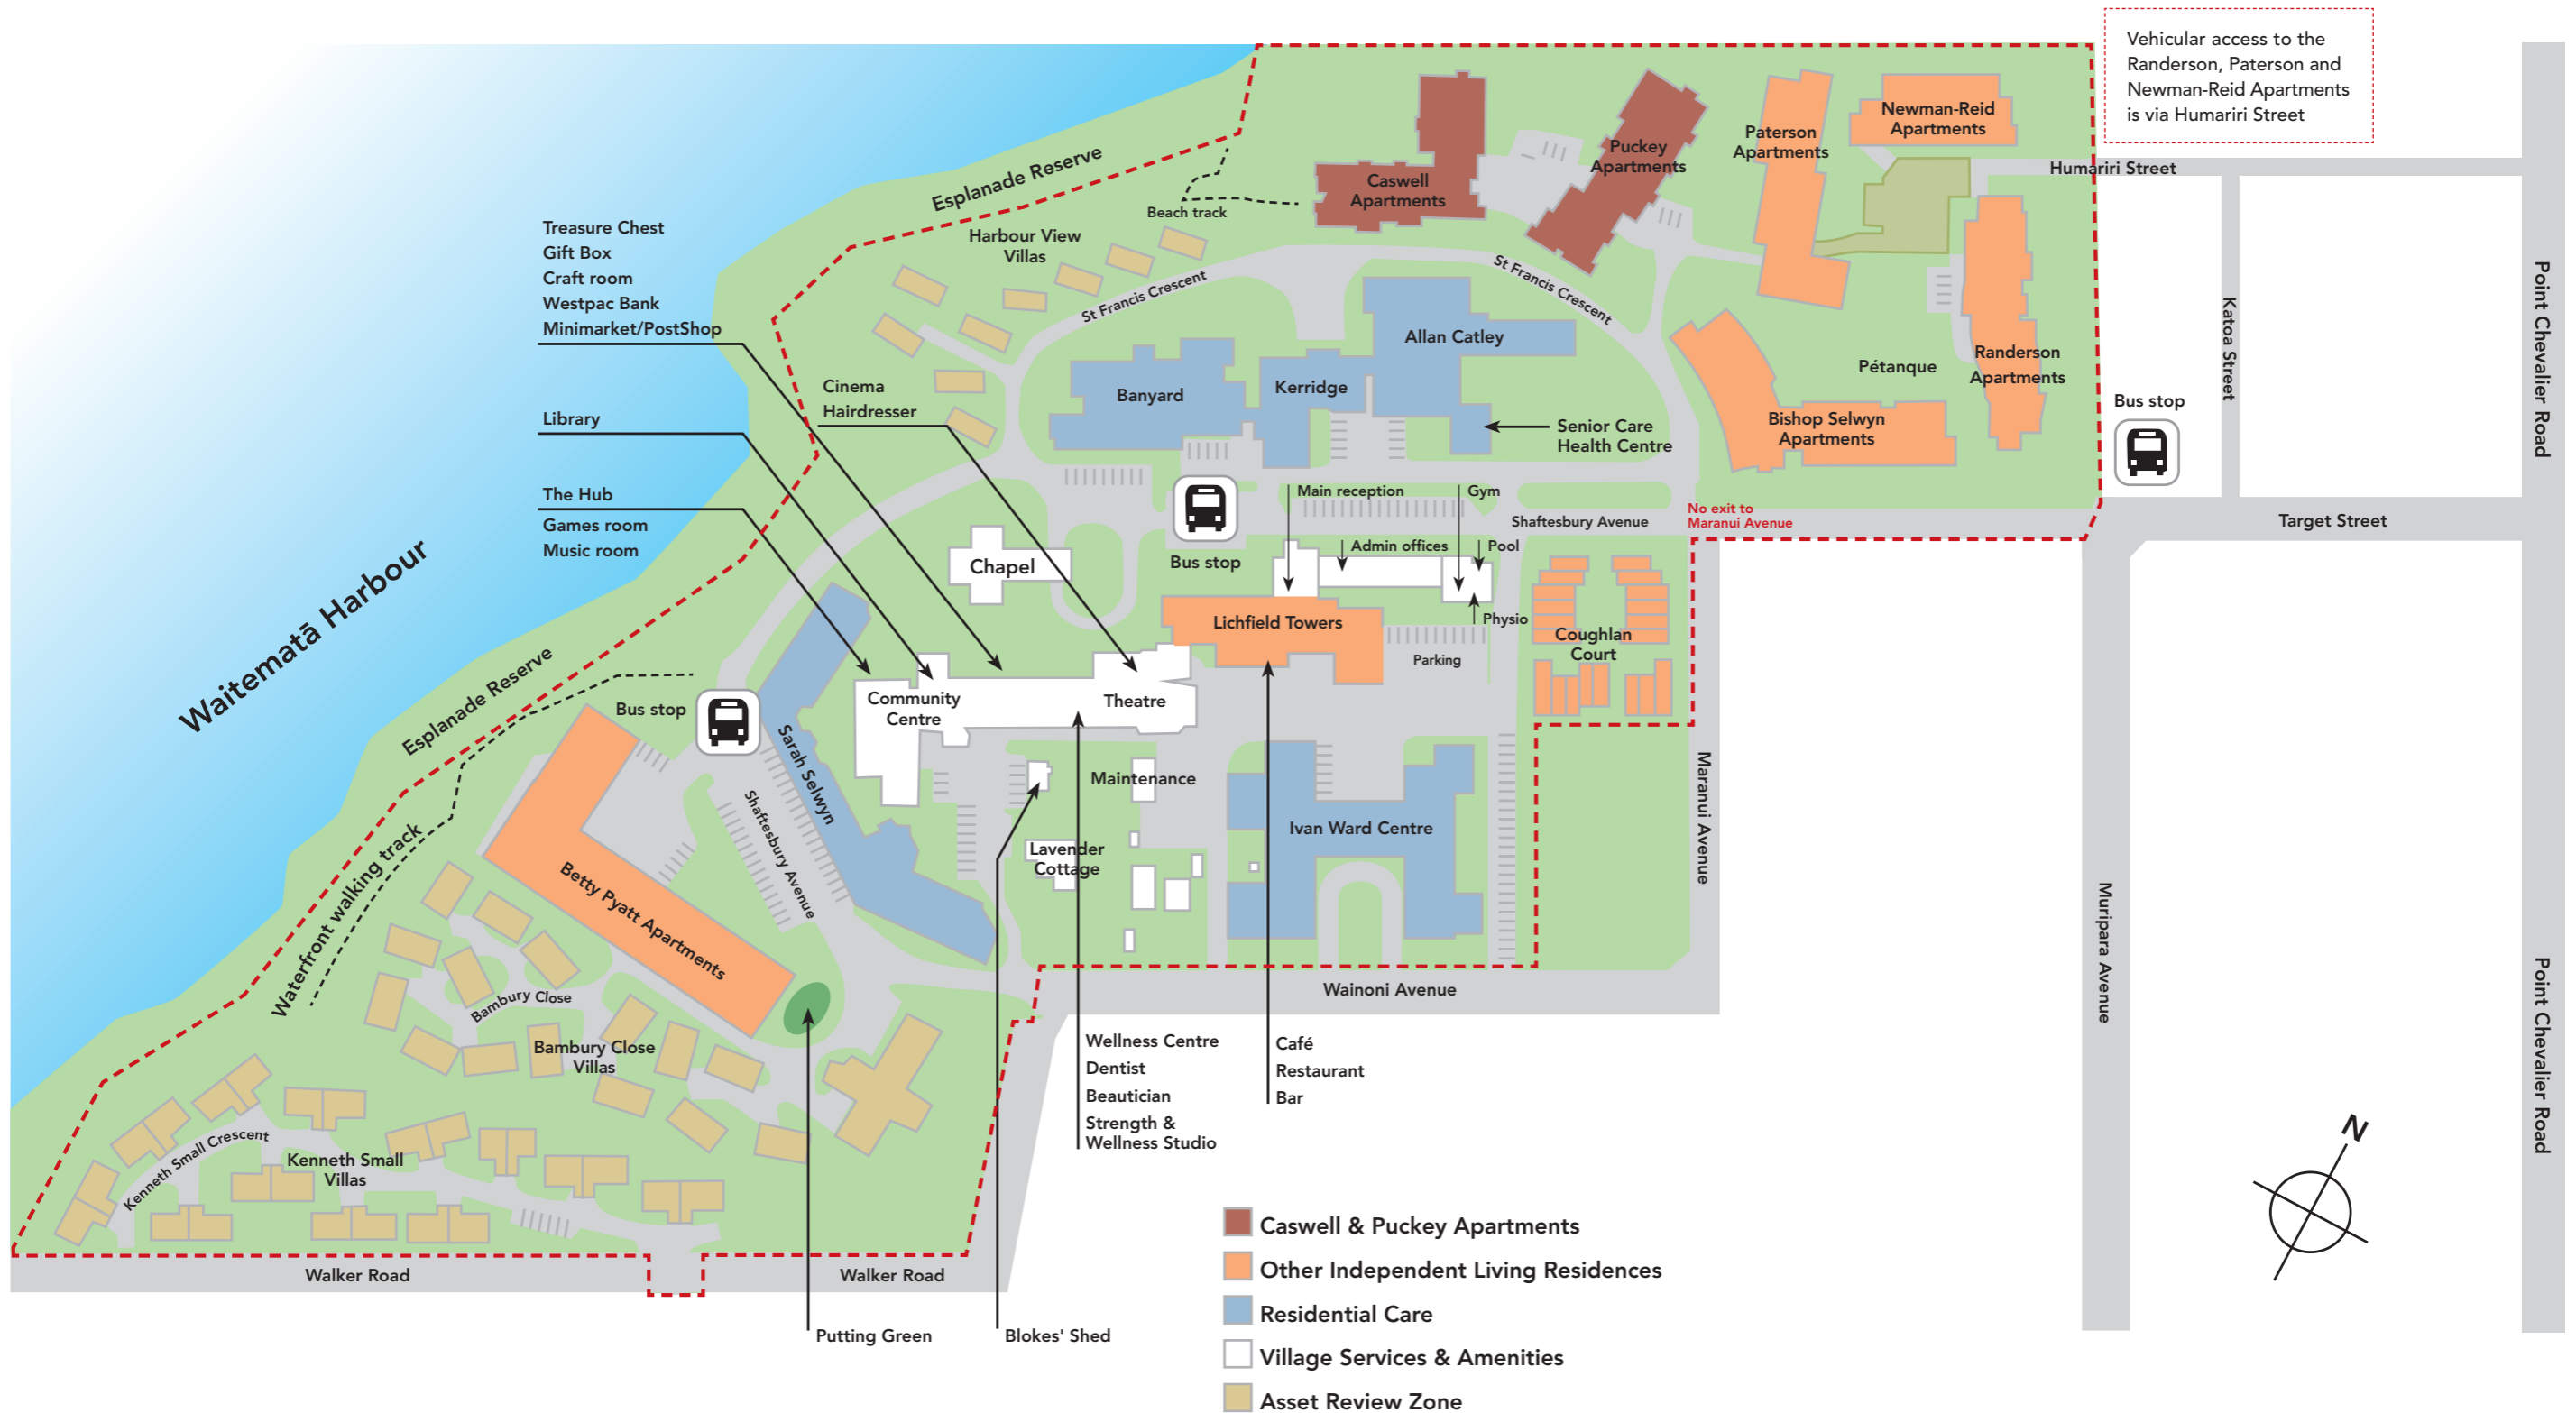 Vehicular access to the
Randerson, Paterson and
Newman-Reid Apartments
is via Humariri Street
Newman-Reid
Apartments
Paterson
Apartments
Puckey
Apartments
Caswell
Apartments
Humariri Street
Esplanade Reserve
Beach track
Harbour View
Villas
St Francis Crescent
St Francis Crescent
Treasure Chest
Gift Box
Craft room
Westpac Bank
Minimarket/PostShop
Cinema
Hairdresser
Library
The Hub
Games room
Music room
Allan Catley
Kerridge
Banyard
Senior Care
Health Centre
Pétanque
Randerson
Apartments
Bishop Selwyn
Apartments
Bus stop
Katoa Street
Point Chevalier Road
Main reception
Gym
Shaftesbury Avenue
No exit to
Maranui Avenue
Target Street
Admin offices
Pool
Bus stop
Chapel
Lichfield Towers
Physio
Parking
Coughlan
Court
Waitematā Harbour
Esplanade Reserve
Bus stop
Community
Centre
Theatre
Sarah Selwyn
Shaftesbury Avenue
Maintenance
Lavender
Cottage
Ivan Ward Centre
Maranui Avenue
Muripara Avenue
Point Chevalier Road
Waterfront walking track
Betty Pyatt Apartments
Bambury Close
Bambury Close
Villas
Wainoni Avenue
Wellness Centre
Dentist
Beautician
Strength &
Wellness Studio
Café
Restaurant
Bar
Kenneth Small Crescent
Kenneth Small
Villas
Walker Road
Walker Road
Putting Green
Blokes' Shed
N
Caswell & Puckey Apartments
Other Independent Living Residences
Residential Care
Village Services & Amenities
Asset Review Zone